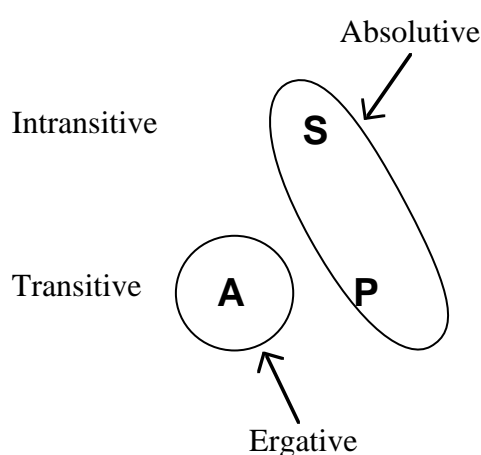 Absolutive
Intransitive
S
Transitive
A
P
Ergative